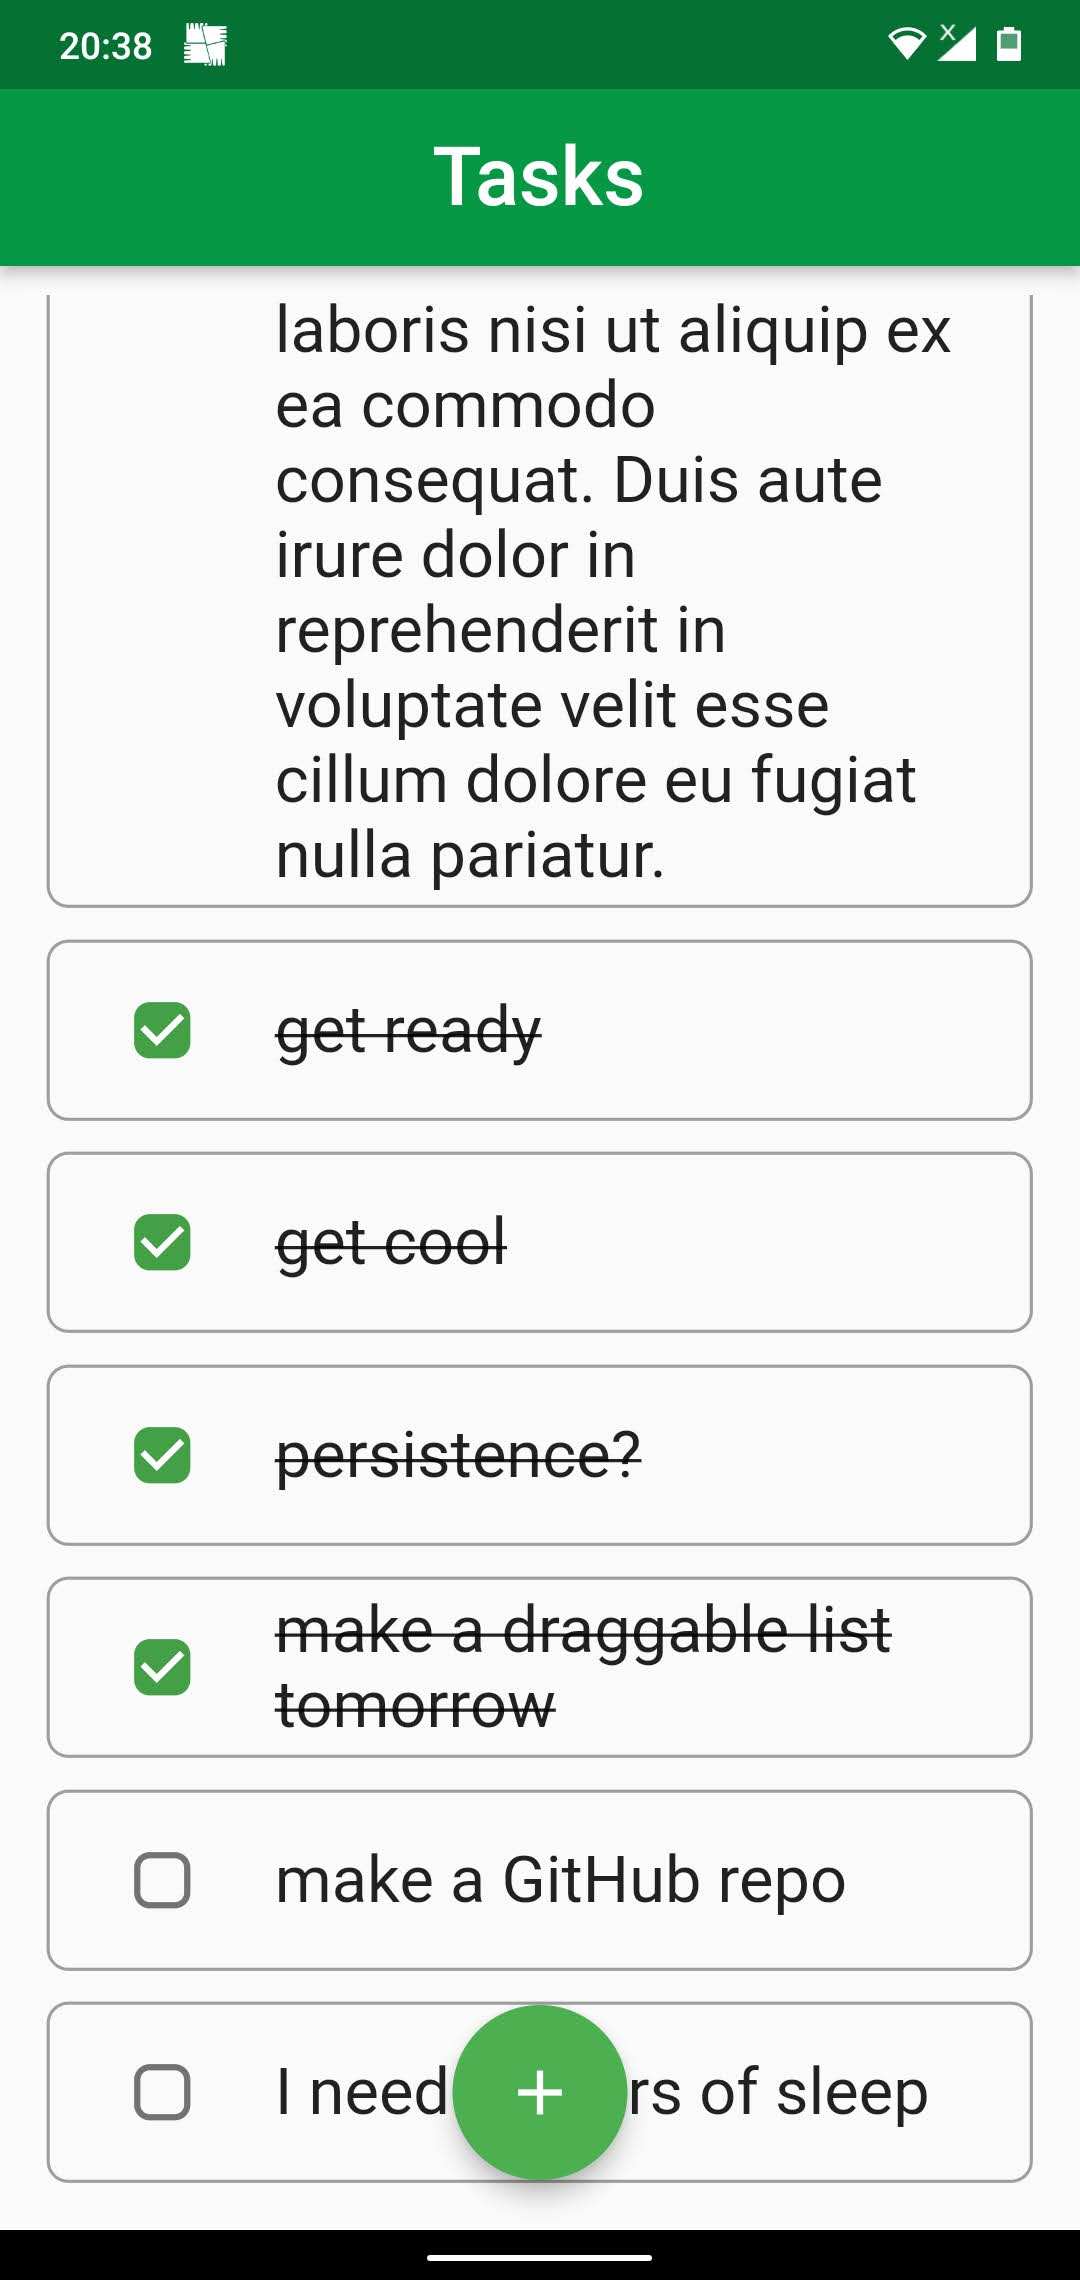 20:38
Tasks
laboris nisi ut aliquip ex
ea commodo
consequat. Duis aute
irure dolor in
reprehenderit in
voluptate velit esse
cillum dolore eu fugiat
nulla pariatur.
get ready
get cool
persistence?
make a draggable list
tomorrow
make a GitHub repo
I need of sleep